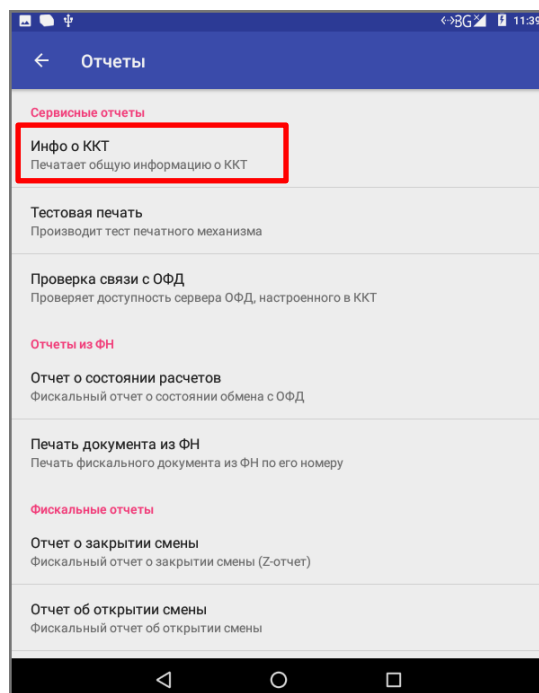 3G 11:39
Отчеты
Сервисные отчеты
Инфо о ККТ
Печатает общую информацию о ККТ
Тестовая печать
Производит тест печатного механизма
Проверка связи с ОФД
Проверяет доступность сервера ОФД, настроенного в ККТ
Отчеты из ФН
Отчет о состоянии расчетов
Фискальный отчет о состоянии обмена с ОФД
Печать документа из ФН
Печать фискального документа из ФН по его номеру
Фискальные отчеты
Отчет о закрытии смены
Фискальный отчет о закрытии смены (Z-отчет)
Отчет об открытии смены
Фискальный отчет об открытии смены